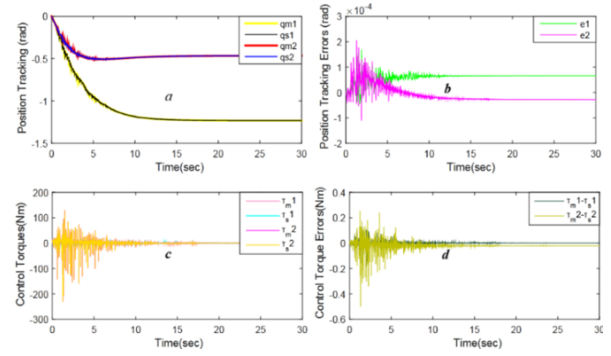 Position Tracking (rad)
0
-0.5
-1
-1.5
0 5 10 15 20 25 30
Time(sec)
a
qm1
qs1
qm2
qs2
Position Tracking Errors (rad)
×10⁻⁴
3
2
1
0
-1
0 5 10 15 20 25 30
Time(sec)
b
e1
e2
Control Torques(Nm)
200
100
0
-100
-200
-300
0 5 10 15 20 25 30
Time(sec)
c
τm1
τs1
τm2
τs2
Control Torque Errors(Nm)
0.4
0.2
0
-0.2
-0.4
-0.6
0 5 10 15 20 25 30
Time(sec)
d
τm1-τs1
τm2-τs2